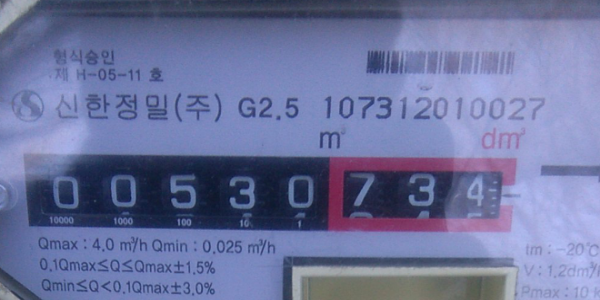 형식승인
제 H-05-11 호
신한정밀(주) G2.5 107312010027
m³ dm³
0 0 5 3 0 7 3 4
10000 1000 100 10 1
Qmax : 4.0 m³/h Qmin : 0.025 m³/h
0.1Qmax≤Q≤Qmax±1.5%
Qmin≤Q<0.1Qmax±3.0%
tm : -20°C
V : 1.2dm³/
Pmax : 10